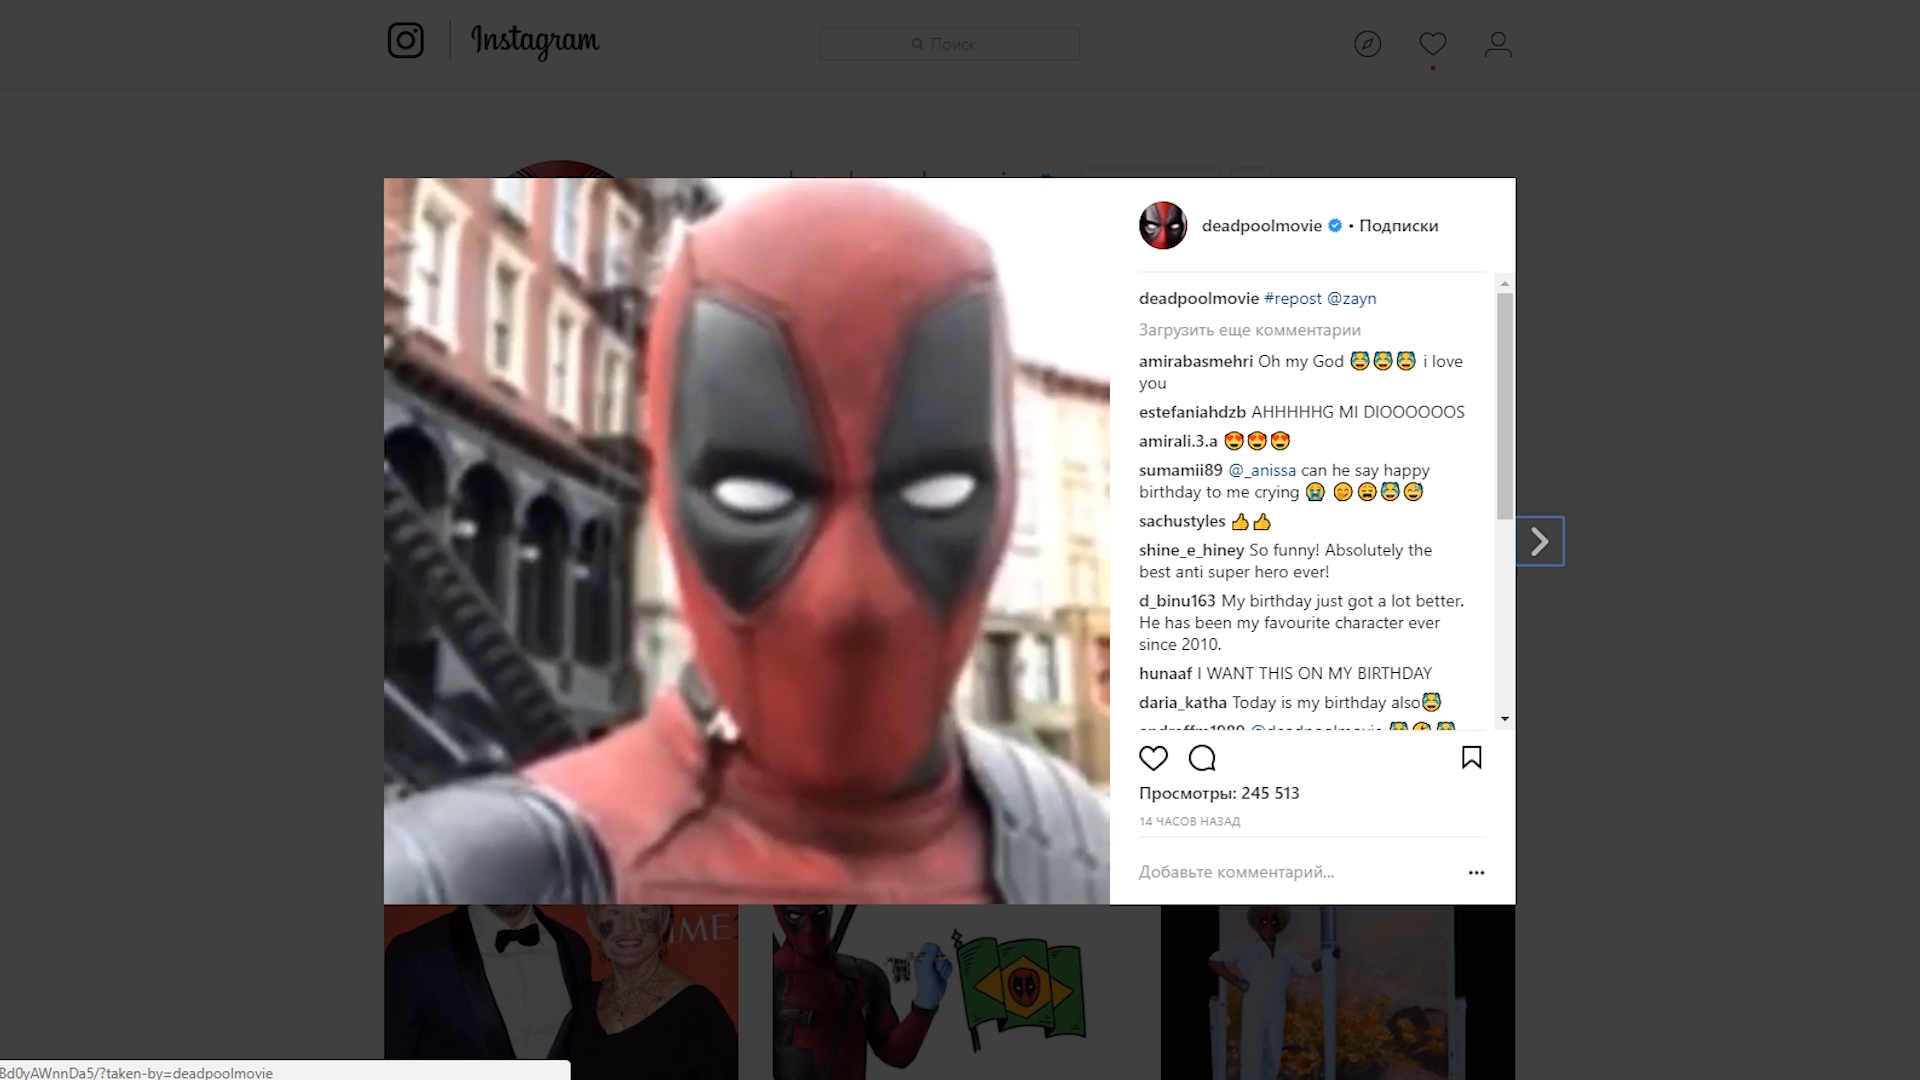 Instagram
Поиск
deadpoolmovie • Подписки
deadpoolmovie #repost @zayn
Загрузить еще комментарии
amirabasmehri Oh my God 😂😂😂 i love
you
estefaniahdzb AHHHHHG MI DIOOOOOOS
amirali.3.a 😍😍😍
sumamii89 @_anissa can he say happy
birthday to me crying 😭 😋😩😂😅
sachustyles 👍👍
shine_e_hiney So funny! Absolutely the
best anti super hero ever!
d_binu163 My birthday just got a lot better.
He has been my favourite character ever
since 2010.
hunaaf I WANT THIS ON MY BIRTHDAY
daria_katha Today is my birthday also😂
Просмотры: 245 513
14 ЧАСОВ НАЗАД
Добавьте комментарий...
Bd0yAWnnDa5/?taken-by=deadpoolmovie